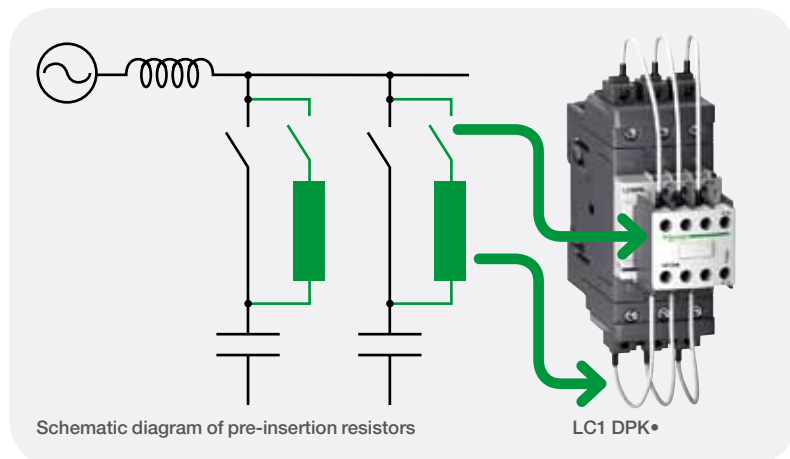 Schematic diagram of pre-insertion resistors
LC1 DPK•